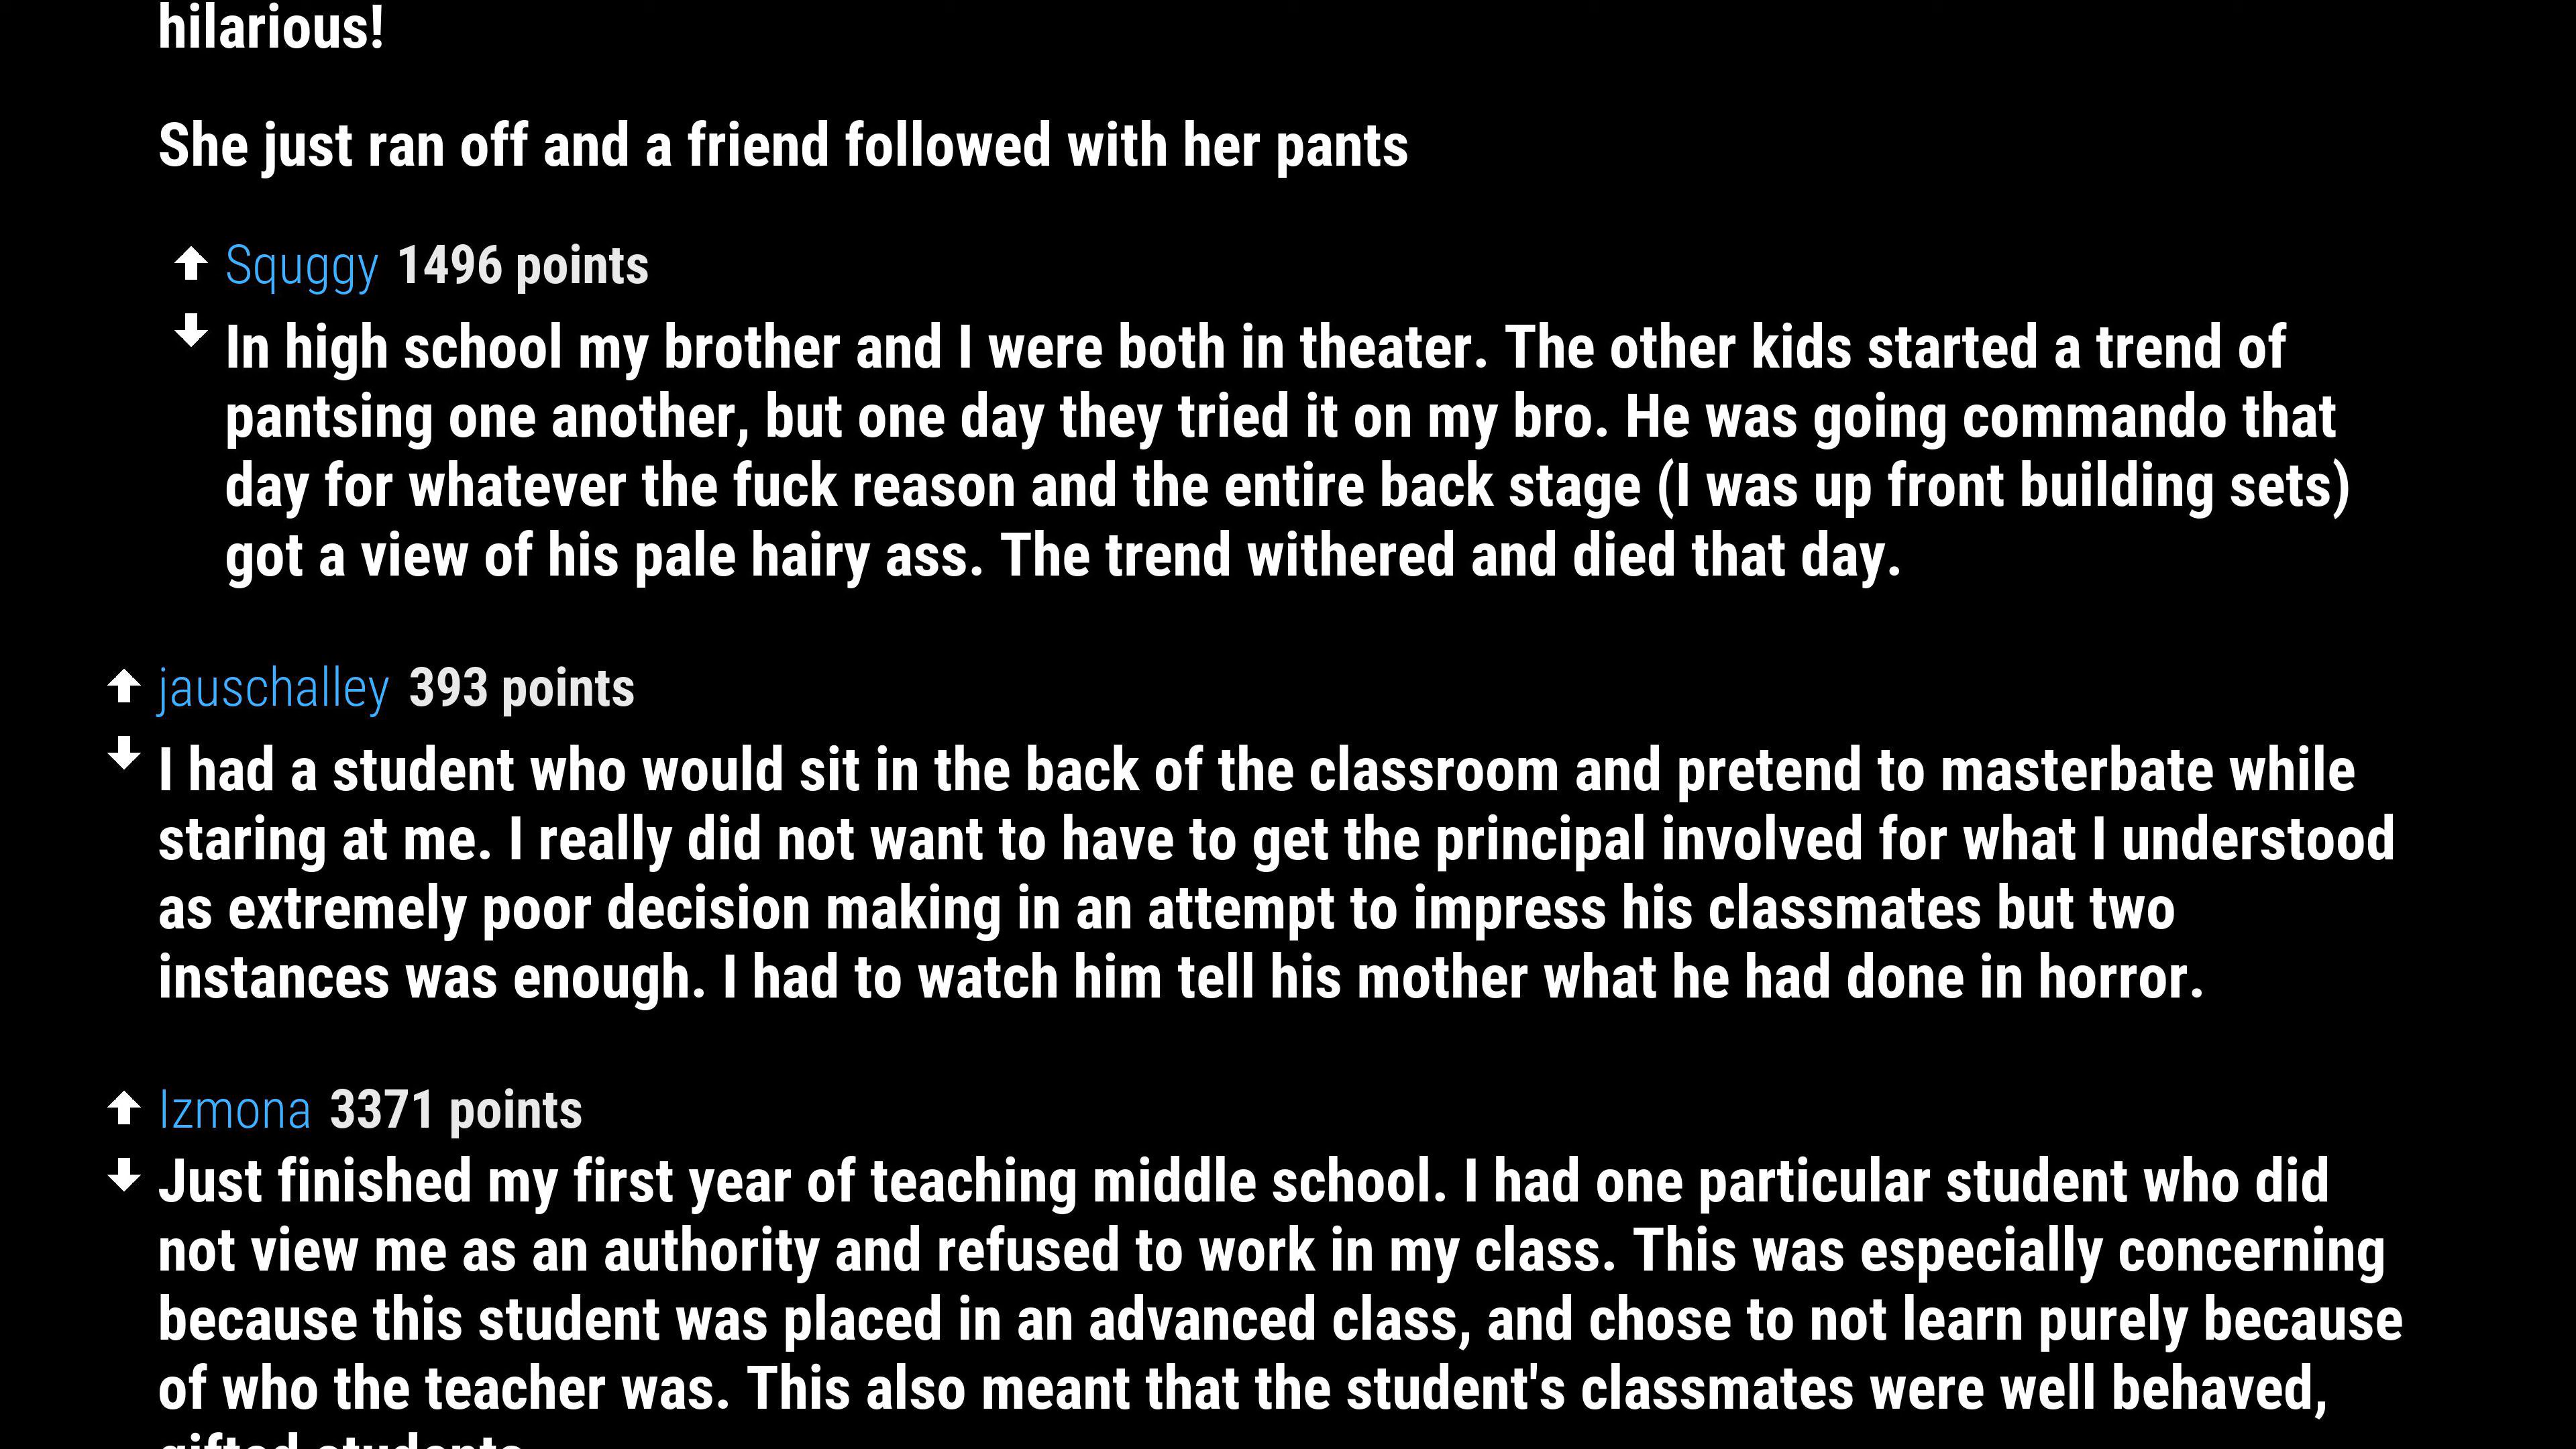 hilarious!
She just ran off and a friend followed with her pants
Squggy 1496 points
In high school my brother and I were both in theater. The other kids started a trend of
pantsing one another, but one day they tried it on my bro. He was going commando that
day for whatever the fuck reason and the entire back stage (I was up front building sets)
got a view of his pale hairy ass. The trend withered and died that day.
jauschalley 393 points
I had a student who would sit in the back of the classroom and pretend to masterbate while
staring at me. I really did not want to have to get the principal involved for what I understood
as extremely poor decision making in an attempt to impress his classmates but two
instances was enough. I had to watch him tell his mother what he had done in horror.
Izmona 3371 points
Just finished my first year of teaching middle school. I had one particular student who did
not view me as an authority and refused to work in my class. This was especially concerning
because this student was placed in an advanced class, and chose to not learn purely because
of who the teacher was. This also meant that the student's classmates were well behaved,
gifted students